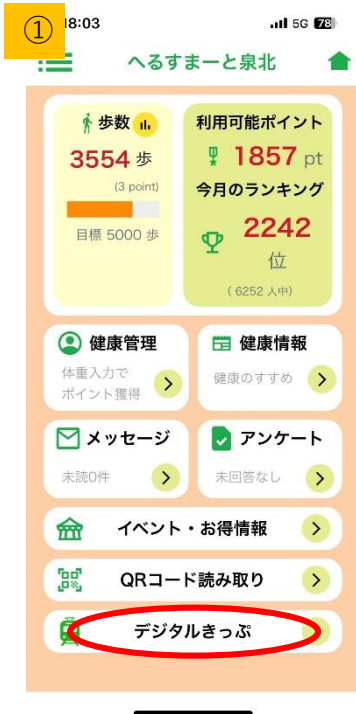 ①
18:03
5G 78
へるすまーと泉北
歩数
3554 歩
(3 point)
目標 5000 歩
利用可能ポイント
1857 pt
今月のランキング
2242
位
(6252 人中)
健康管理
体重入力で
ポイント獲得
健康情報
健康のすすめ
メッセージ
未読0件
アンケート
未回答なし
イベント・お得情報
QRコード読み取り
デジタルきっぷ